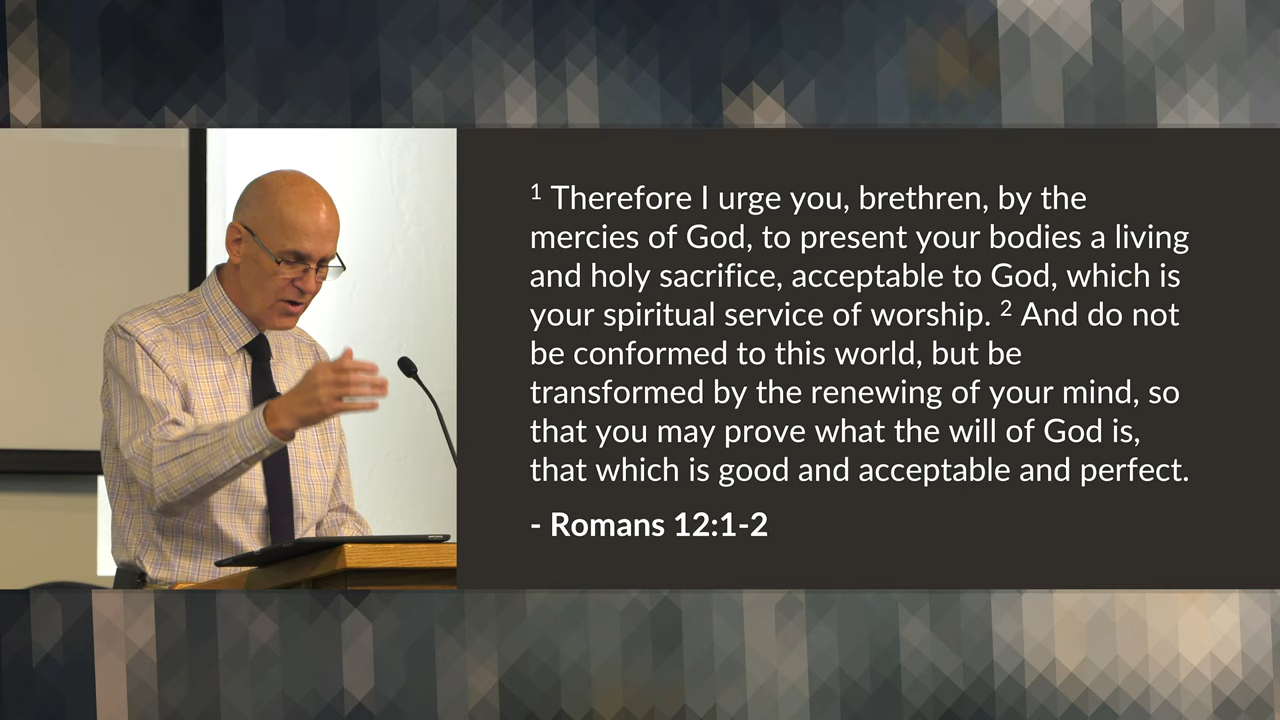 1 Therefore I urge you, brethren, by the
mercies of God, to present your bodies a living
and holy sacrifice, acceptable to God, which is
your spiritual service of worship. 2 And do not
be conformed to this world, but be
transformed by the renewing of your mind, so
that you may prove what the will of God is,
that which is good and acceptable and perfect.
- Romans 12:1-2